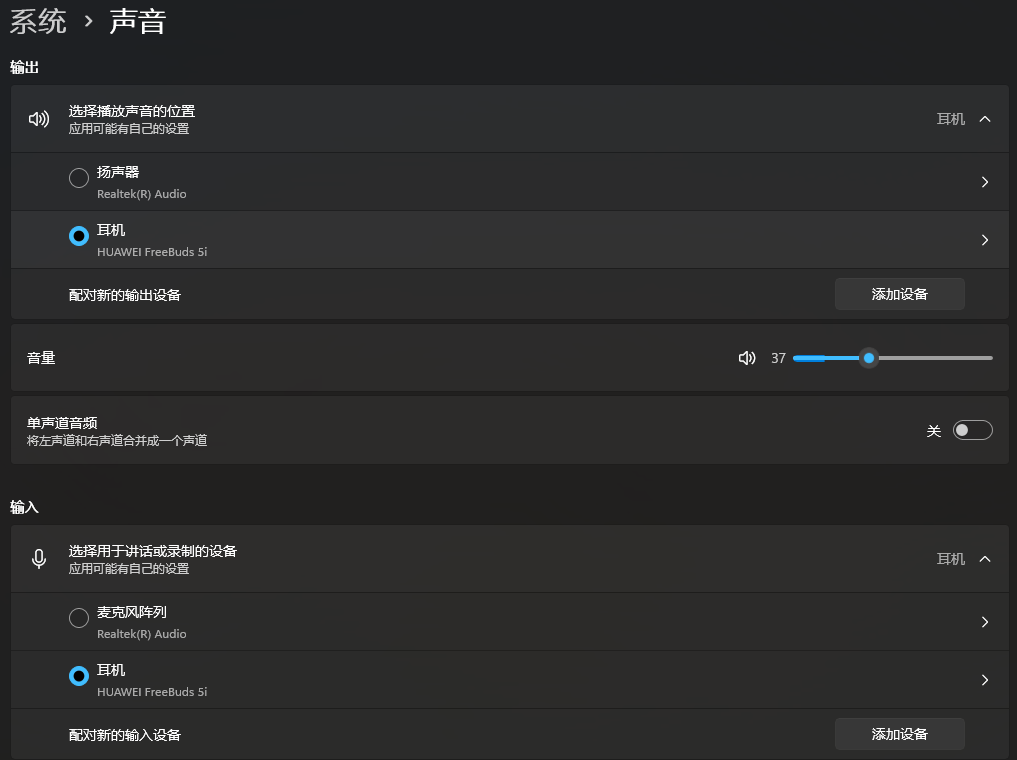 系统 › 声音
输出
选择播放声音的位置
应用可能有自己的设置
耳机
扬声器
Realtek(R) Audio
耳机
HUAWEI FreeBuds 5i
配对新的输出设备
添加设备
音量
37
单声道音频
将左声道和右声道合并成一个声道
关
输入
选择用于讲话或录制的设备
应用可能有自己的设置
耳机
麦克风阵列
Realtek(R) Audio
耳机
HUAWEI FreeBuds 5i
配对新的输入设备
添加设备